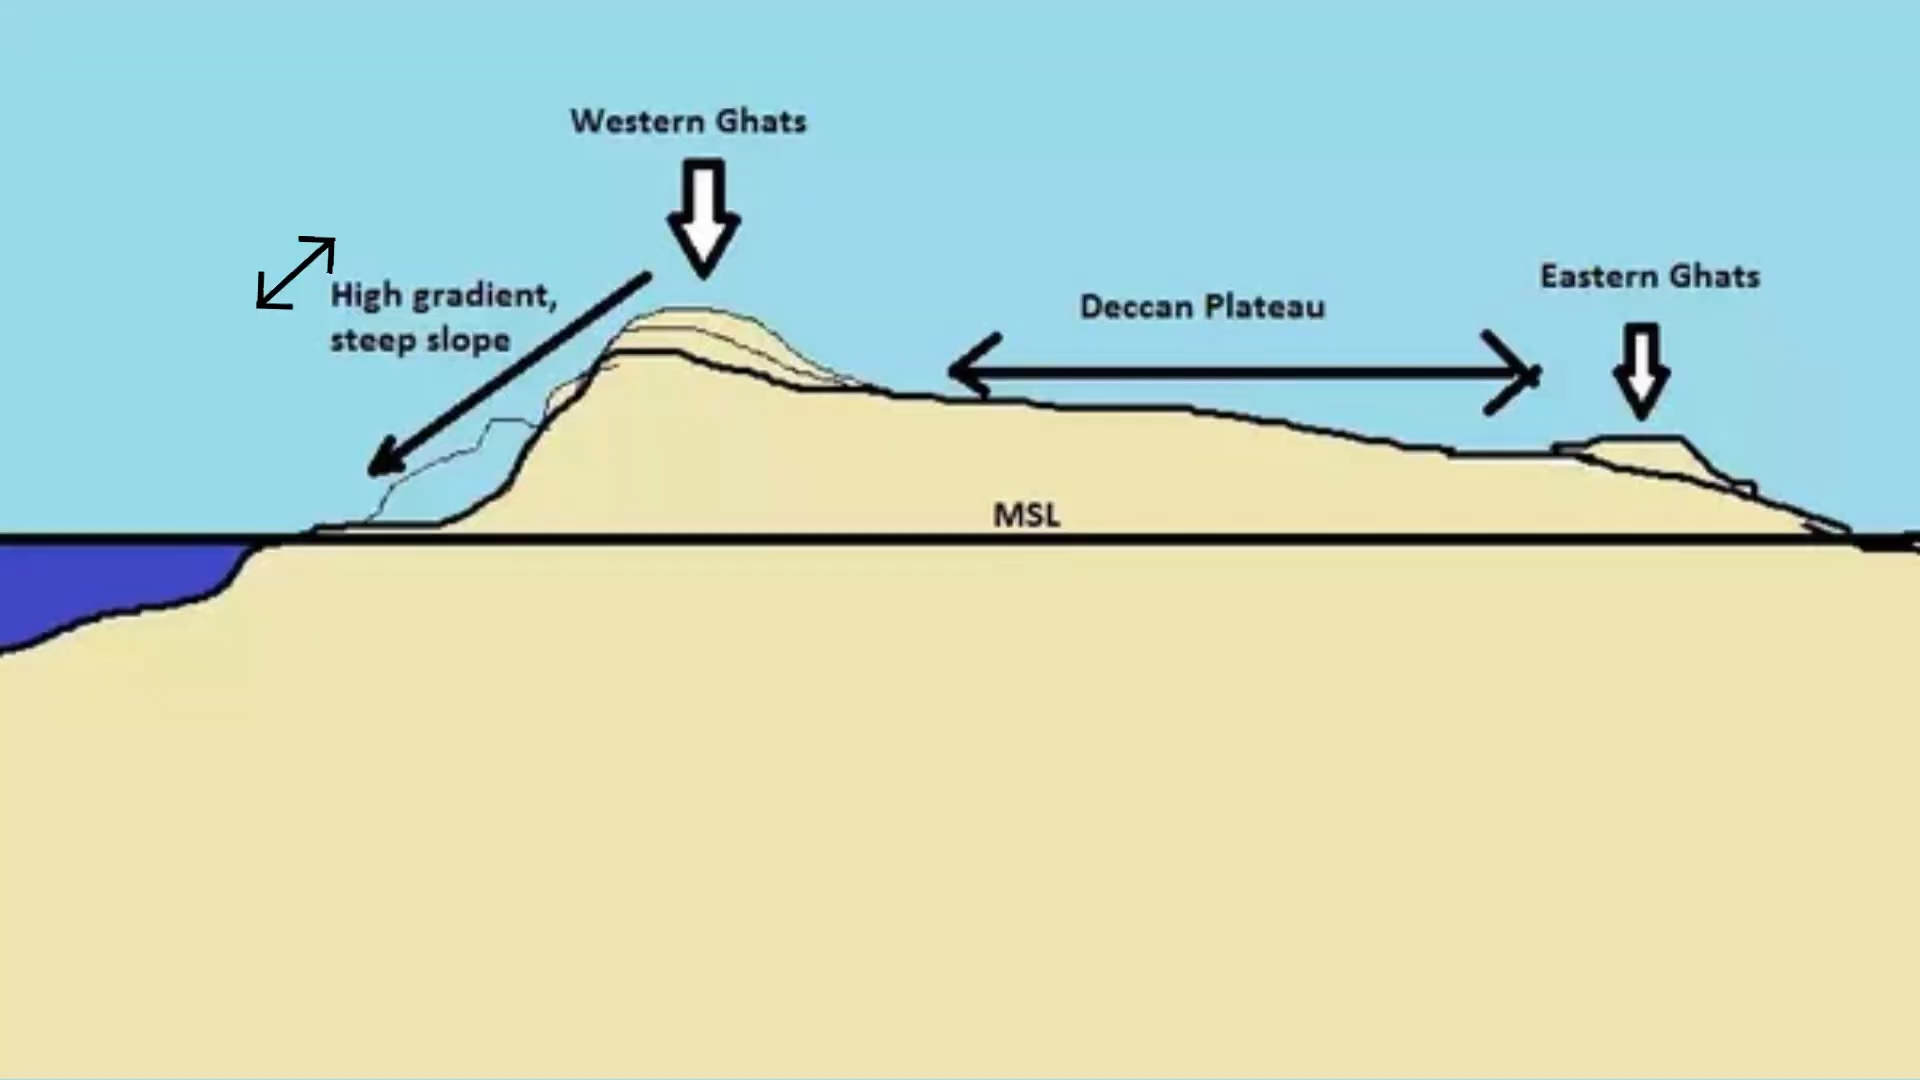 Western Ghats
Eastern Ghats
High gradient,
steep slope
Deccan Plateau
MSL